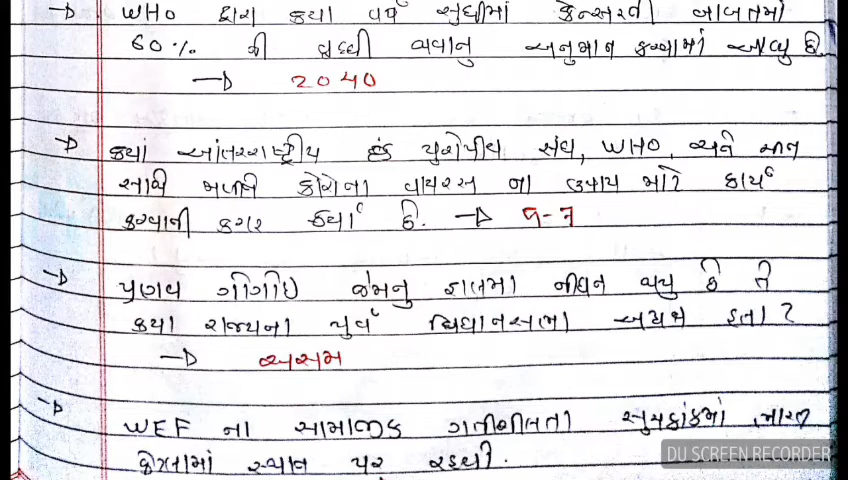 WHO દ્વારા કયા વર્ષ સુધીમાં કેન્સરની બાબતમાં
60% ની વૃધ્ધી થવાનુ અનુમાન કરવામાં આવ્યુ છે.
→ 2040
→ કયાં આંતરરાષ્ટ્રીય યુરોપીય સંઘ, WHO, અને
સાથે મળીને કોરોના વાયરસ ના ઉપાય માટે કાર્ય
કરવાની કરાર કર્યા છે. → G-7
→ પ્રણવ ગોગોઇ જેમનુ હાલમા નીધન થયુ છે તે
કયા રાજ્યના પુર્વ વિધાનસભા અધ્યક્ષ હતા?
→ અસમ
→ WEF ના સામાજીક ગતીશીલતા સુચકાંકમાં ભારત
કેટલામાં સ્થાન પર રહ્યો.
DU SCREEN RECORDER